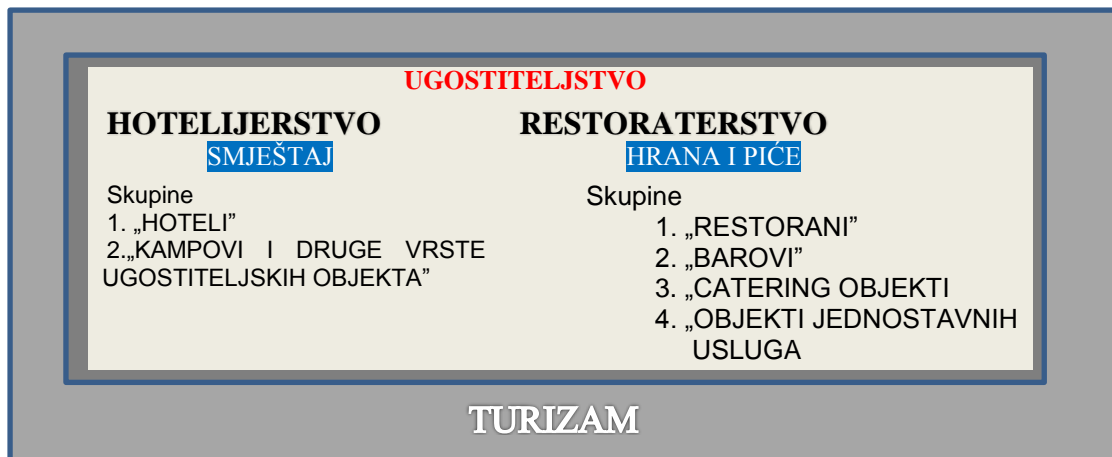 UGOSTITELJSTVO
HOTELIJERSTVO
SMJEŠTAJ
Skupine
1. „HOTELI”
2.„KAMPOVI I DRUGE VRSTE
UGOSTITELJSKIH OBJEKTA”
RESTORATERSTVO
HRANA I PIĆE
Skupine
1. „RESTORANI”
2. „BAROVI”
3. „CATERING OBJEKTI
4. „OBJEKTI JEDNOSTAVNIH
USLUGA
TURIZAM